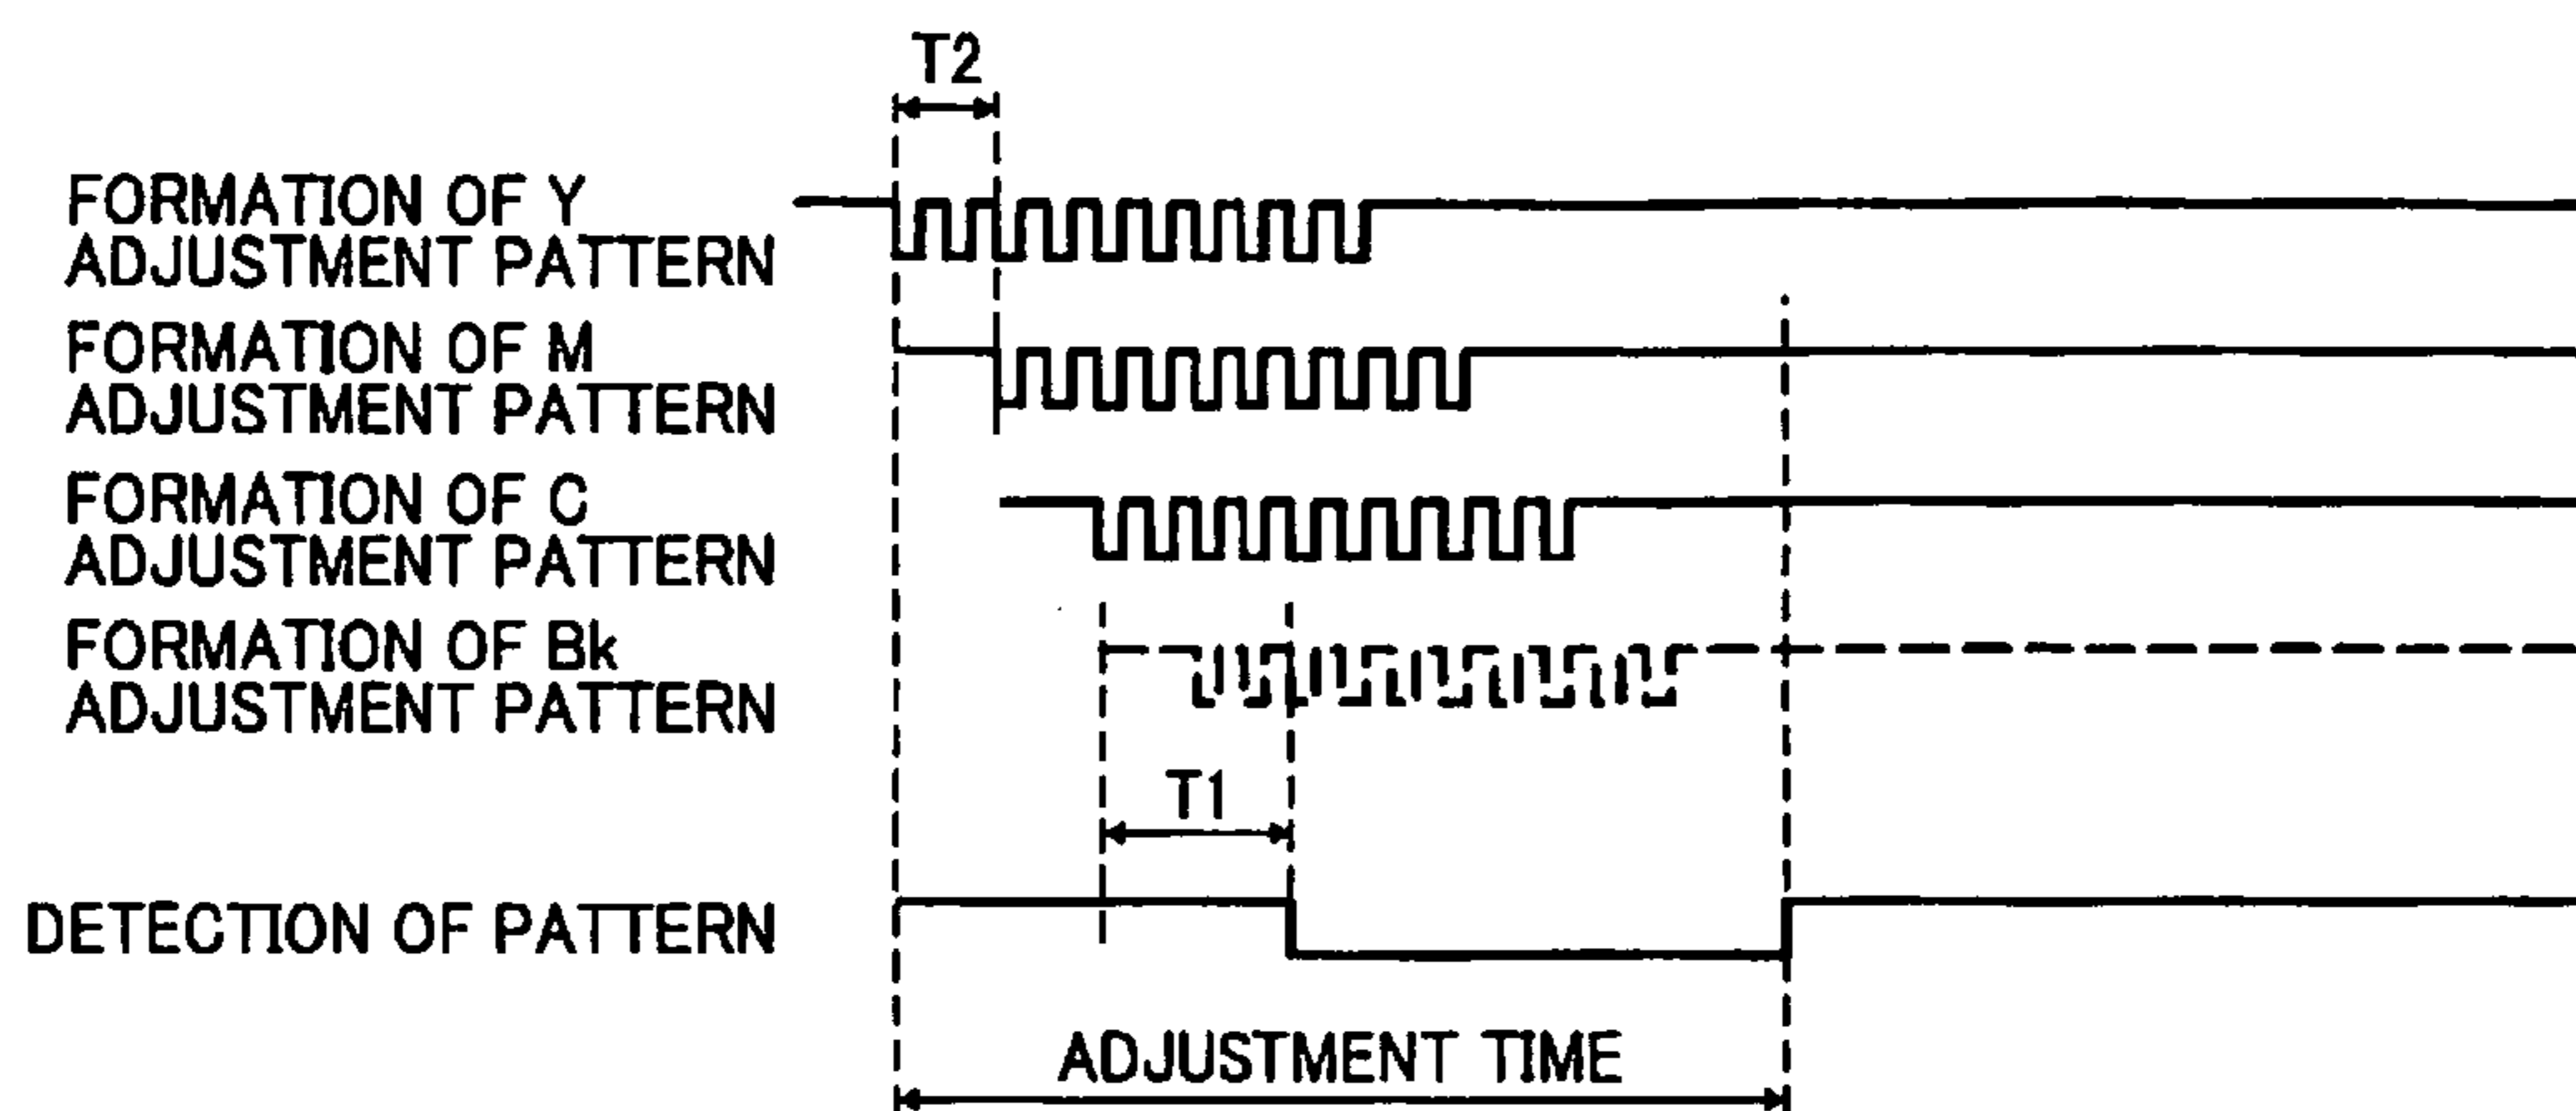 T2
FORMATION OF Y
ADJUSTMENT PATTERN
FORMATION OF M
ADJUSTMENT PATTERN
FORMATION OF C
ADJUSTMENT PATTERN
FORMATION OF Bk
ADJUSTMENT PATTERN
T1
DETECTION OF PATTERN
ADJUSTMENT TIME